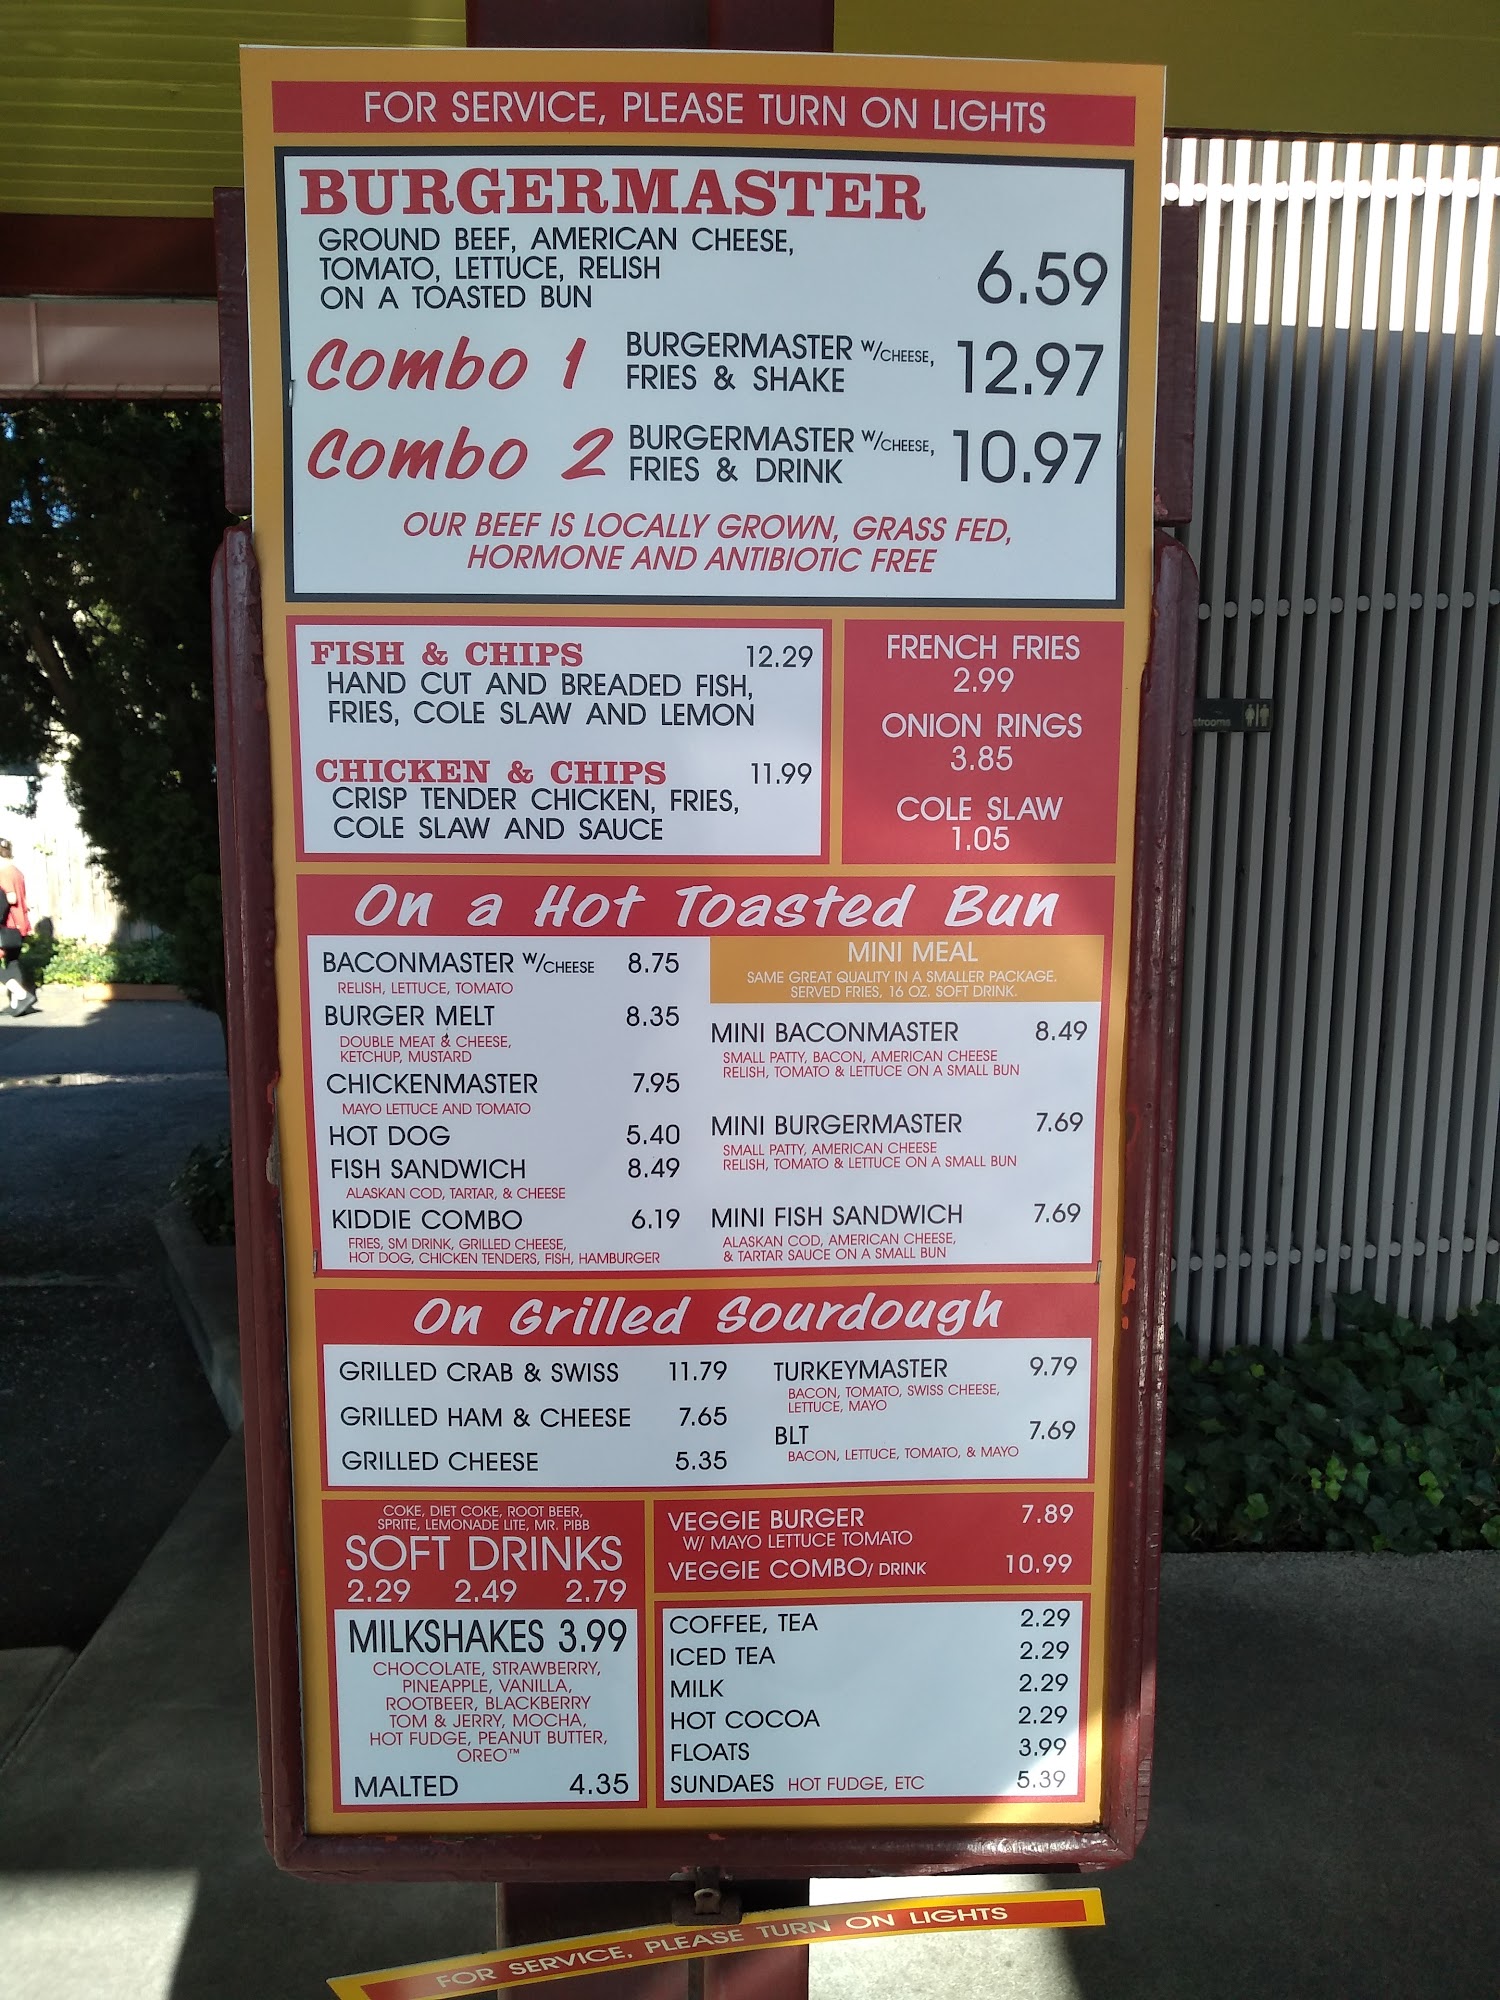 FOR SERVICE, PLEASE TURN ON LIGHTS
BURGERMASTER
GROUND BEEF, AMERICAN CHEESE,
TOMATO, LETTUCE, RELISH
ON A TOASTED BUN
6.59
Combo 1 BURGERMASTER W/CHEESE, FRIES & SHAKE 12.97
Combo 2 BURGERMASTER W/CHEESE, FRIES & DRINK 10.97
OUR BEEF IS LOCALLY GROWN, GRASS FED,
HORMONE AND ANTIBIOTIC FREE
FISH & CHIPS 12.29
HAND CUT AND BREADED FISH,
FRIES, COLE SLAW AND LEMON
CHICKEN & CHIPS 11.99
CRISP TENDER CHICKEN, FRIES,
COLE SLAW AND SAUCE
FRENCH FRIES
2.99
ONION RINGS
3.85
COLE SLAW
1.05
On a Hot Toasted Bun
BACONMASTER W/CHEESE 8.75
RELISH, LETTUCE, TOMATO
BURGER MELT 8.35
DOUBLE MEAT & CHEESE,
KETCHUP, MUSTARD
CHICKENMASTER 7.95
MAYO LETTUCE AND TOMATO
HOT DOG 5.40
FISH SANDWICH 8.49
ALASKAN COD, TARTAR, & CHEESE
KIDDIE COMBO 6.19
FRIES, SM DRINK, GRILLED CHEESE,
HOT DOG, CHICKEN TENDERS, FISH, HAMBURGER
MINI MEAL
SAME GREAT QUALITY IN A SMALLER PACKAGE.
SERVED FRIES, 16 OZ. SOFT DRINK.
MINI BACONMASTER 8.49
SMALL PATTY, BACON, AMERICAN CHEESE
RELISH, TOMATO & LETTUCE ON A SMALL BUN
MINI BURGERMASTER 7.69
SMALL PATTY, AMERICAN CHEESE
RELISH, TOMATO & LETTUCE ON A SMALL BUN
MINI FISH SANDWICH 7.69
ALASKAN COD, AMERICAN CHEESE,
& TARTAR SAUCE ON A SMALL BUN
On Grilled Sourdough
GRILLED CRAB & SWISS 11.79
GRILLED HAM & CHEESE 7.65
GRILLED CHEESE 5.35
TURKEYMASTER 9.79
BACON, TOMATO, SWISS CHEESE,
LETTUCE, MAYO
BLT 7.69
BACON, LETTUCE, TOMATO, & MAYO
COKE, DIET COKE, ROOT BEER,
SPRITE, LEMONADE LITE, MR. PIBB
SOFT DRINKS
2.29 2.49 2.79
MILKSHAKES 3.99
CHOCOLATE, STRAWBERRY,
PINEAPPLE, VANILLA,
ROOTBEER, BLACKBERRY
TOM & JERRY, MOCHA,
HOT FUDGE, PEANUT BUTTER,
OREO™
MALTED 4.35
VEGGIE BURGER 7.89
W/ MAYO LETTUCE TOMATO
VEGGIE COMBO/ DRINK 10.99
COFFEE, TEA 2.29
ICED TEA 2.29
MILK 2.29
HOT COCOA 2.29
FLOATS 3.99
SUNDAES HOT FUDGE, ETC 5.39
FOR SERVICE, PLEASE TURN ON LIGHTS